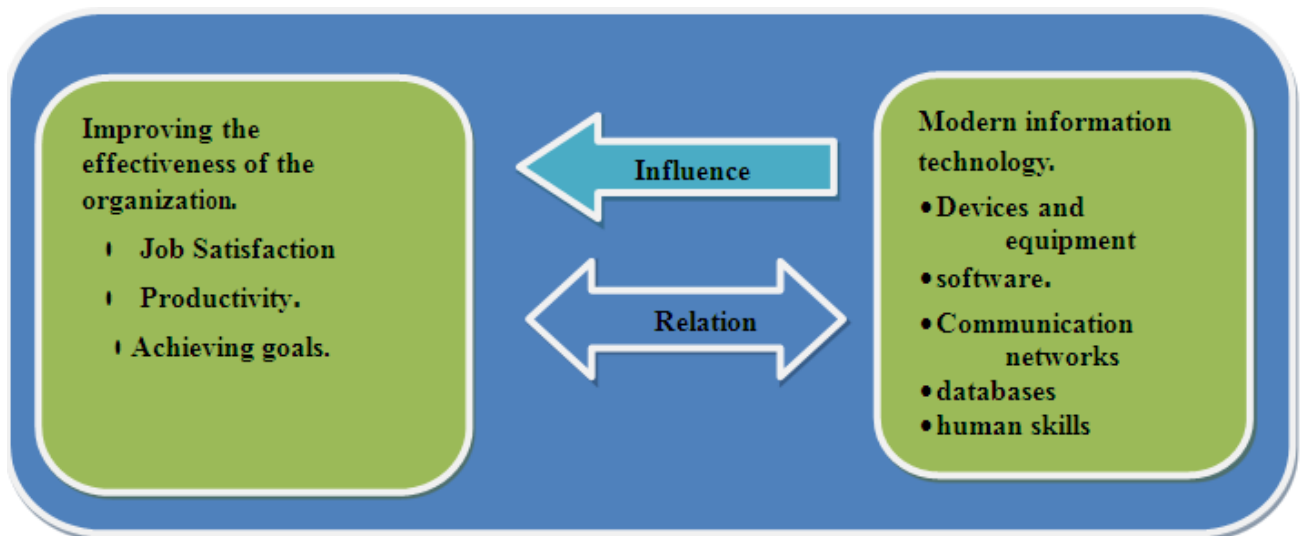 Improving the
effectiveness of the
organization.
Job Satisfaction
Productivity.
Achieving goals.
Influence
Relation
Modern information
technology.
•Devices and
equipment
•software.
•Communication
networks
•databases
•human skills